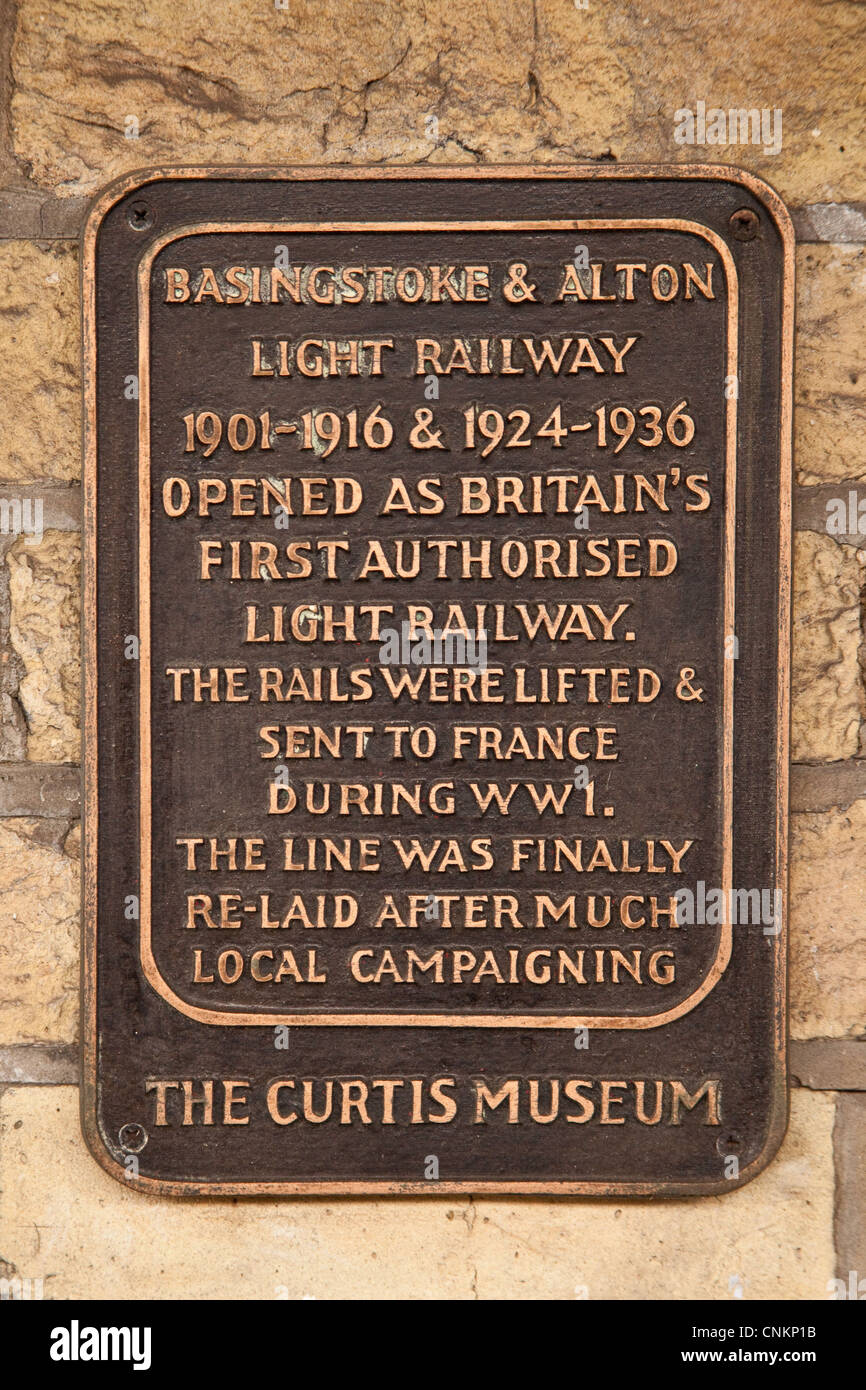 BASINGSTOKE & ALTON
LIGHT RAILWAY
1901-1916 & 1924-1936
OPENED AS BRITAIN'S
FIRST AUTHORISED
LIGHT RAILWAY.
THE RAILS WERE LIFTED &
SENT TO FRANCE
DURING WW1.
THE LINE WAS FINALLY
RE-LAID AFTER MUCH
LOCAL CAMPAIGNING
THE CURTIS MUSEUM
alamy
Image ID: CNKP1B
www.alamy.com